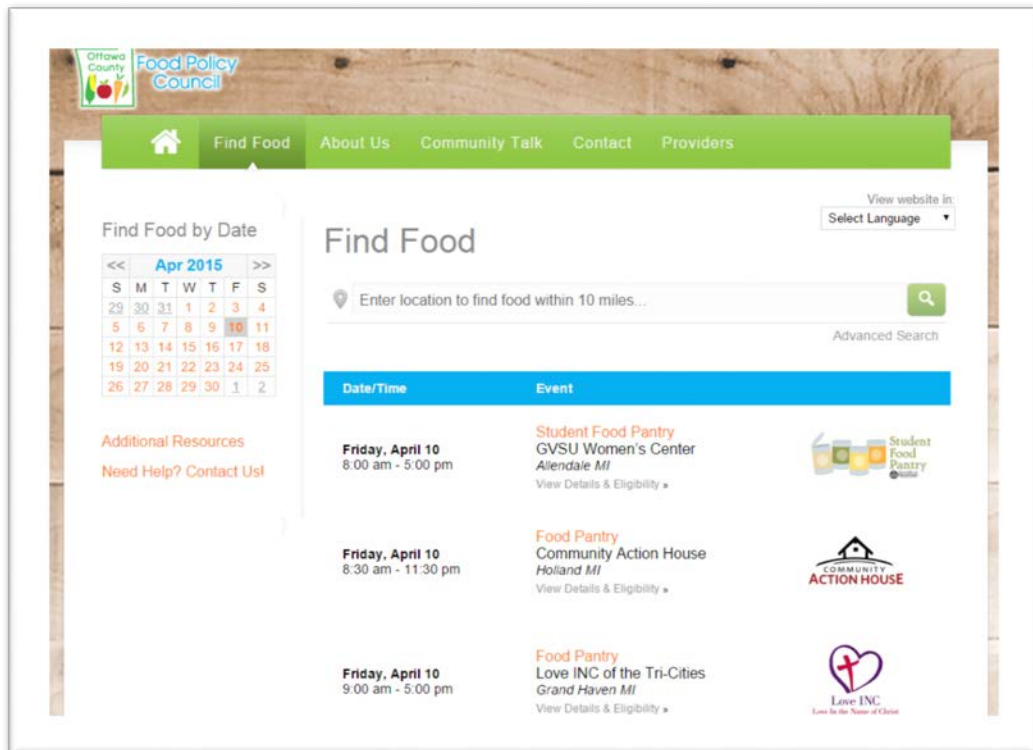 Ottawa
County
Food Policy
Council
Find Food About Us Community Talk Contact Providers
View website in:
Select Language
Find Food by Date
<< Apr 2015 >>
S M T W T F S
29 30 31 1 2 3 4
5 6 7 8 9 10 11
12 13 14 15 16 17 18
19 20 21 22 23 24 25
26 27 28 29 30 1 2
Additional Resources
Need Help? Contact Us!
Find Food
Enter location to find food within 10 miles...
Advanced Search
Date/Time Event
Friday, April 10
8:00 am - 5:00 pm
Student Food Pantry
GVSU Women's Center
Allendale MI
View Details & Eligibility »
Student
Food
Pantry
Friday, April 10
8:30 am - 11:30 pm
Food Pantry
Community Action House
Holland MI
View Details & Eligibility »
COMMUNITY
ACTION HOUSE
Friday, April 10
9:00 am - 5:00 pm
Food Pantry
Love INC of the Tri-Cities
Grand Haven MI
View Details & Eligibility »
Love INC
Love In the Name of Christ